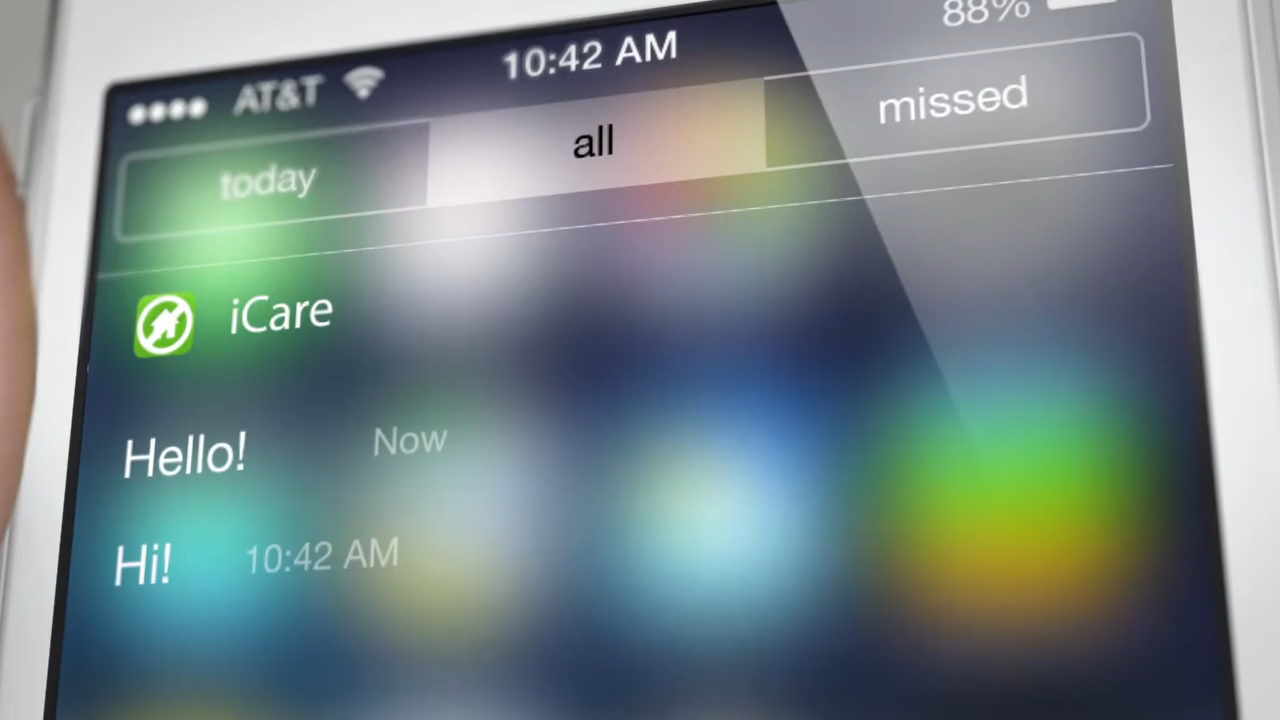 AT&T 10:42 AM 88%
today all missed
iCare
Hello! Now
Hi! 10:42 AM